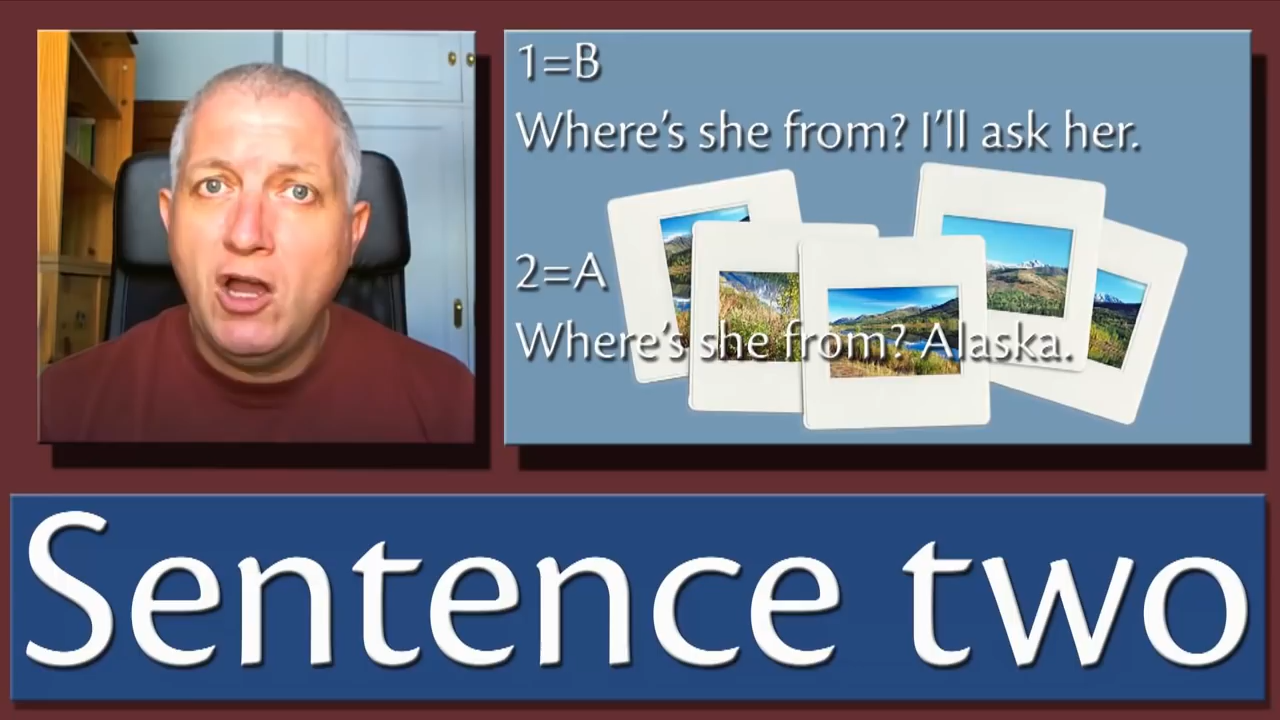 1=B
Where's she from? I'll ask her.
2=A
Where's she from? Alaska.
Sentence two